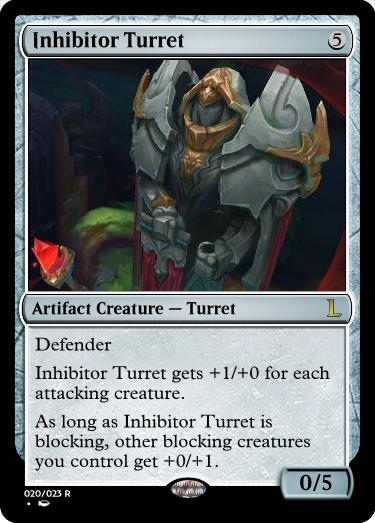 Inhibitor Turret 5
Artifact Creature — Turret L
Defender
Inhibitor Turret gets +1/+0 for each
attacking creature.
As long as Inhibitor Turret is
blocking, other blocking creatures
you control get +0/+1.
0/5
020/023 R